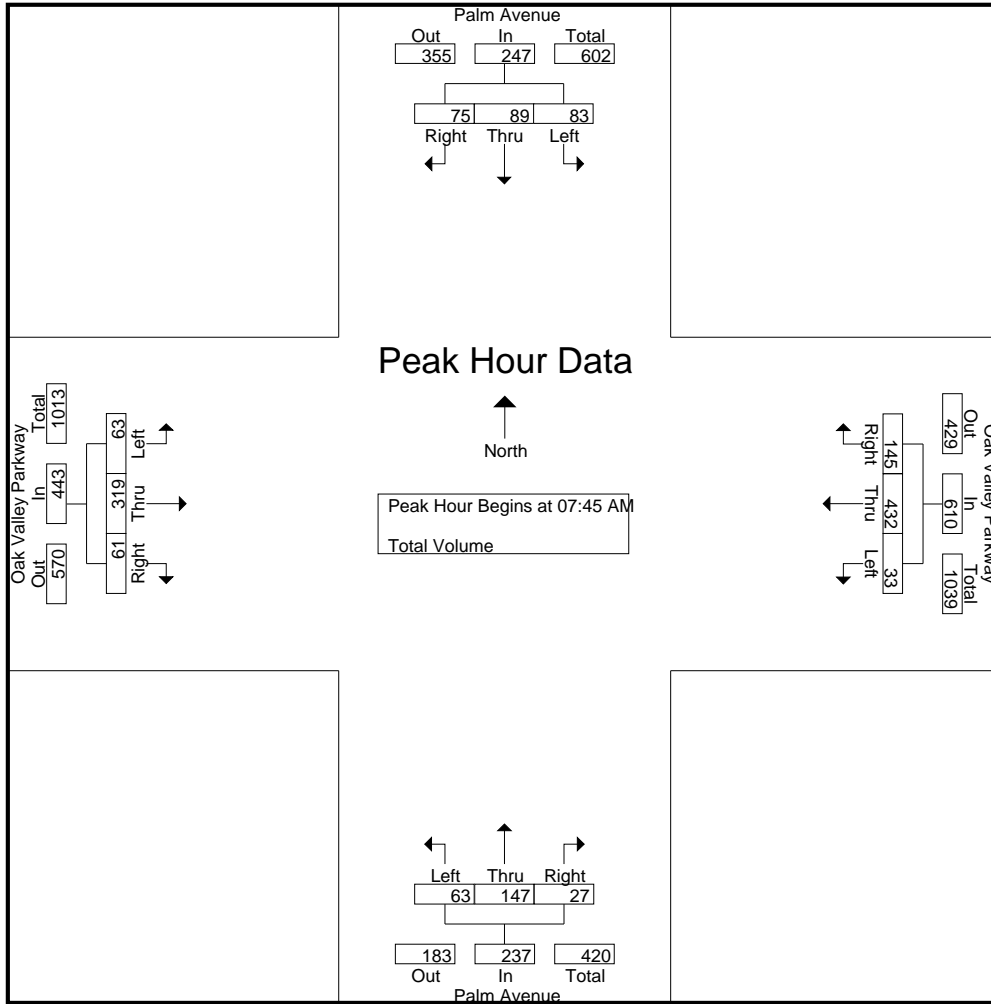 Palm Avenue
Out In Total
355 247 602
75 89 83
Right Thru Left
Peak Hour Data
North
Peak Hour Begins at 07:45 AM
Total Volume
Oak Valley Parkway
Out In Total
570 443 1013
61 319 63
Right Thru Left
Oak Valley Parkway
Out In Total
429 610 1039
145 432 33
Right Thru Left
Left Thru Right
63 147 27
183 237 420
Out In Total
Palm Avenue